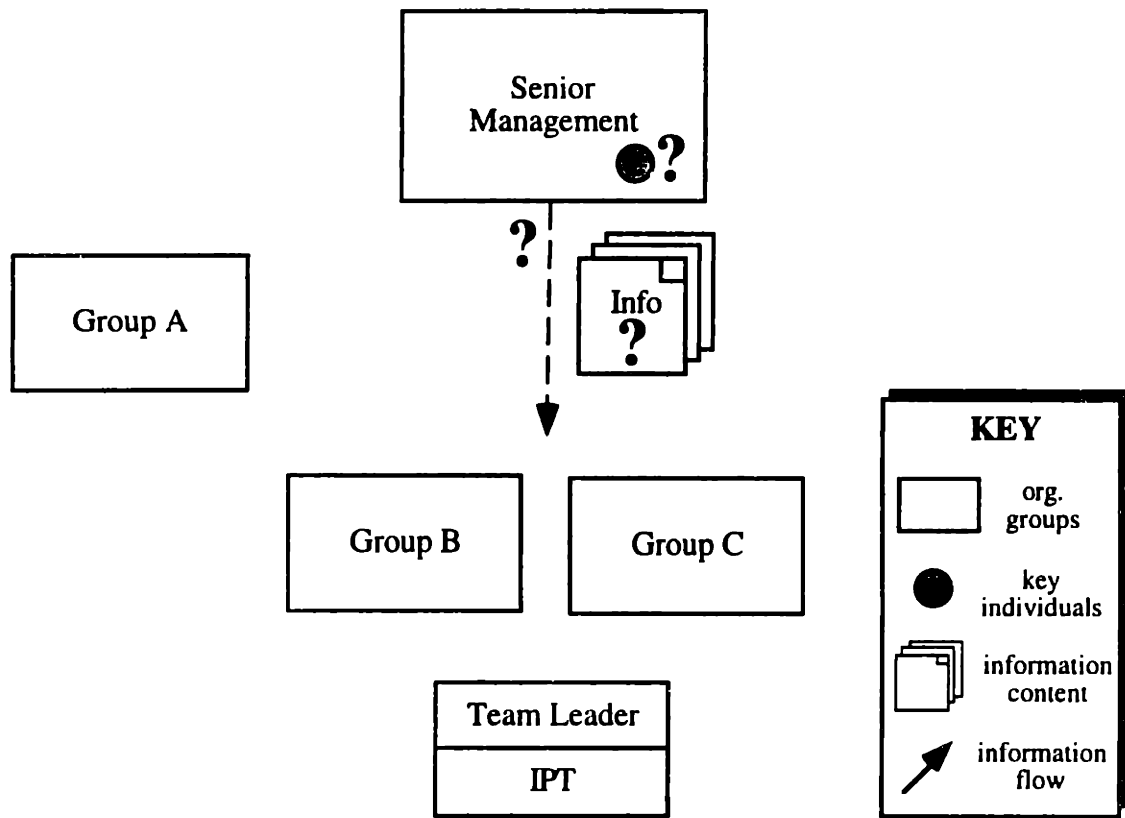 Senior
Management
?
?
Info
?
Group A
Group B
Group C
Team Leader
IPT
KEY
org.
groups
key
individuals
information
content
information
flow